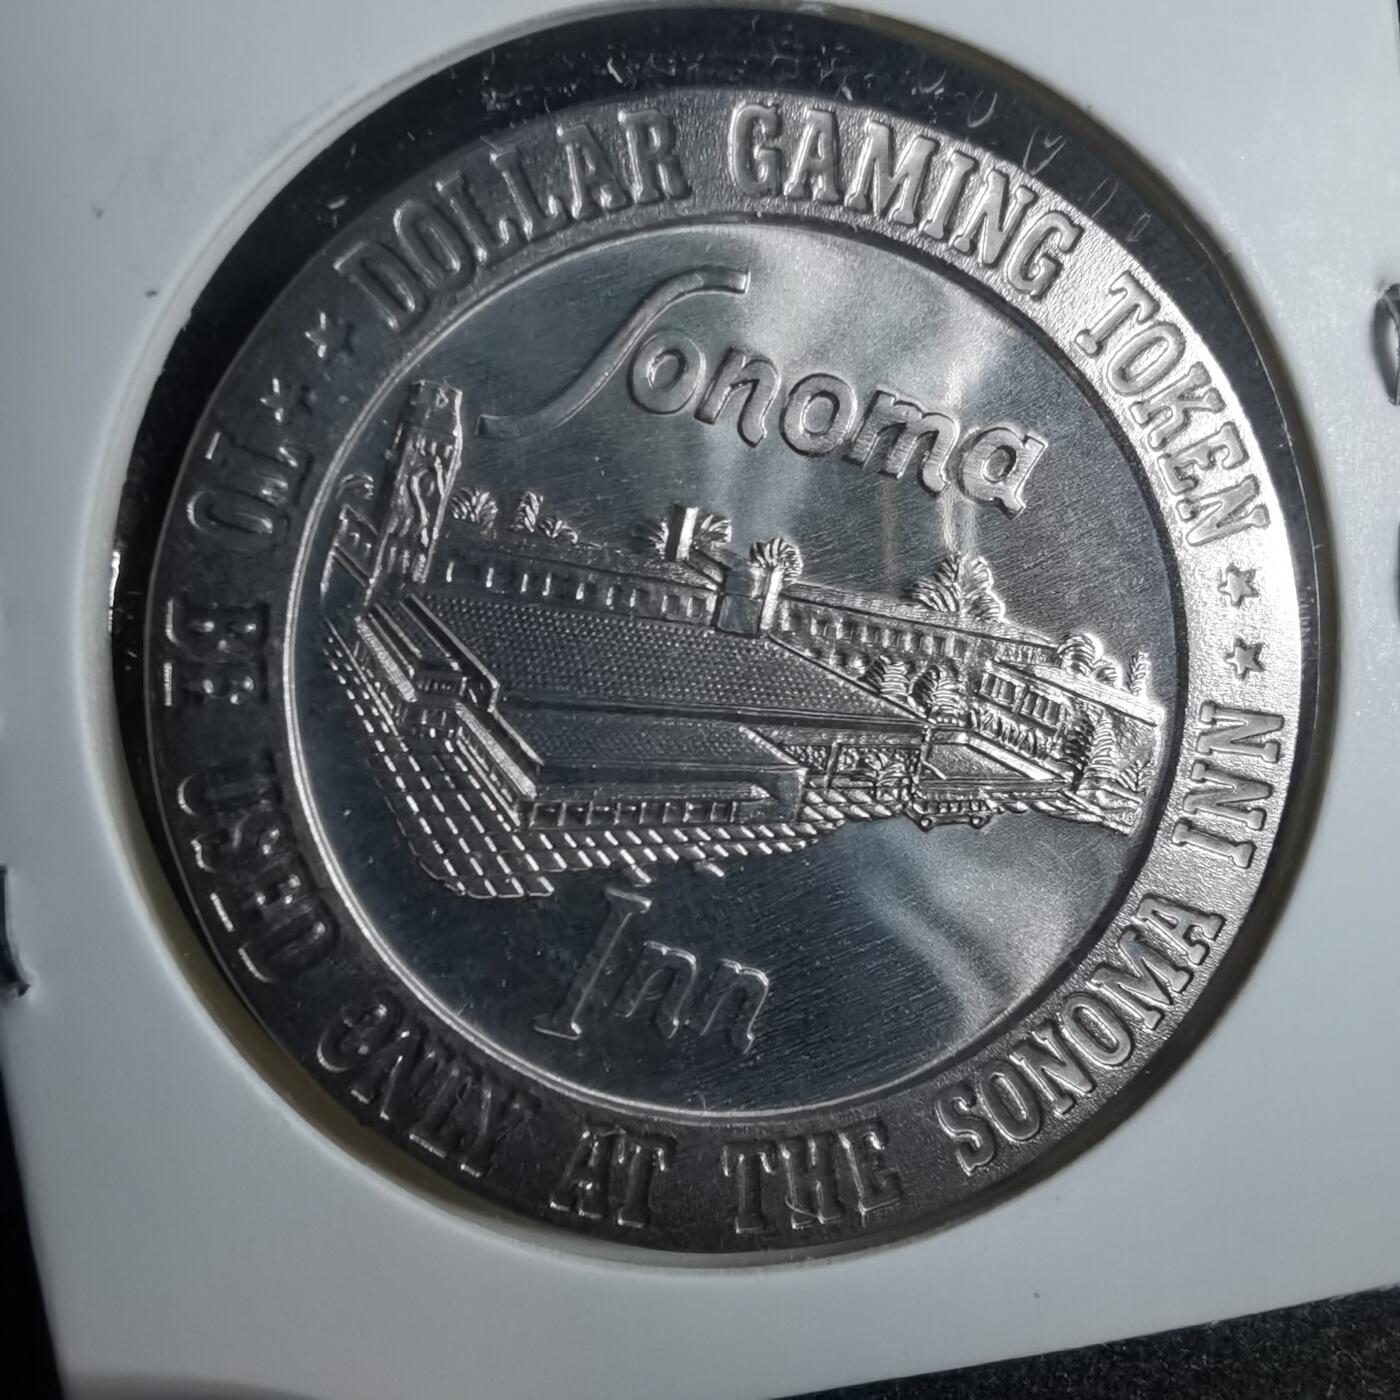 DOLLAR GAMING TOKEN
TO BE USED ONLY AT THE SONOMA INN
Sonoma
Inn